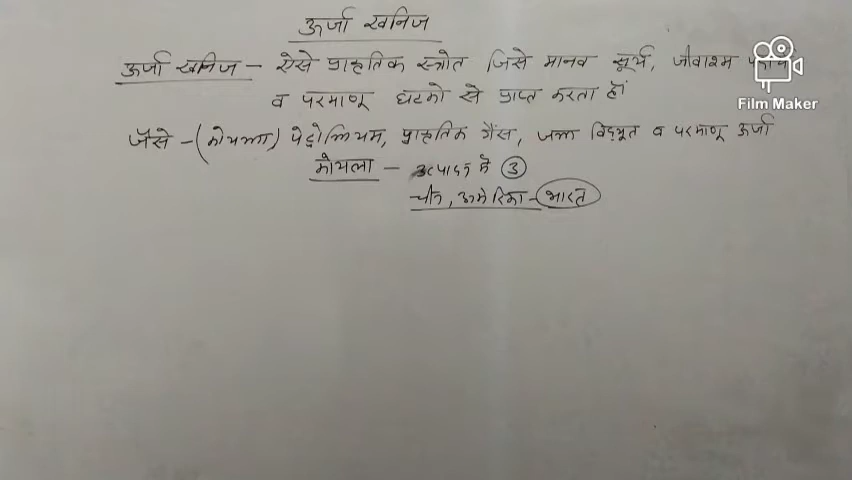 ऊर्जा खनिज
ऊर्जा खनिज - ऐसे प्राकृतिक स्त्रोत जिसे मानव सूर्य, जीवाश्म
व परमाणु घटको से प्राप्त करता हों
जैसे - (कोयला) पेट्रोलियम, प्राकृतिक गैंस, जल विद्युत व परमाणु ऊर्जा
कोयला - उत्पादन में ③
चीन, अमेरिका - भारत
Film Maker